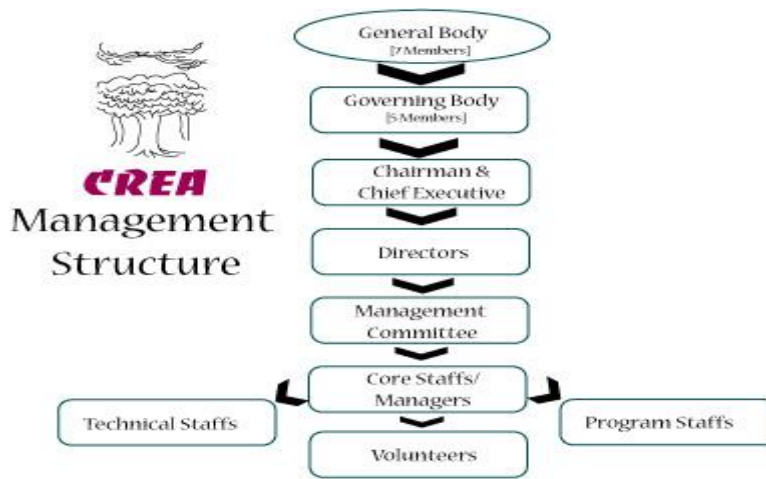 General Body
[7 Members]
Governing Body
[5 Members]
CREA
Management
Structure
Chairman &
Chief Executive
Directors
Management
Committee
Core Staffs/
Managers
Technical Staffs
Program Staffs
Volunteers